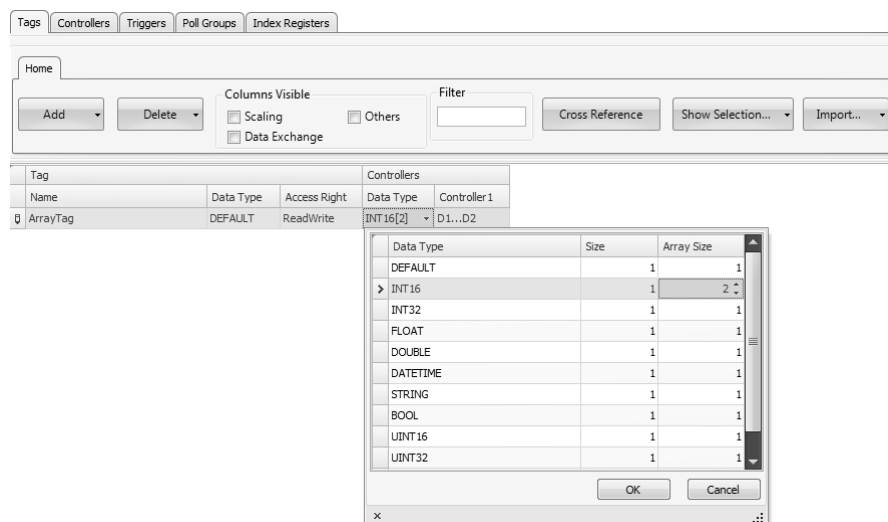 Tags Controllers Triggers Poll Groups Index Registers
Home
Columns Visible Filter
Add Delete Scaling Others Cross Reference Show Selection... Import...
Data Exchange
Tag Controllers
Name Data Type Access Right Data Type Controller1
ArrayTag DEFAULT ReadWrite INT16[2] D1...D2
Data Type Size Array Size
DEFAULT 1 1
INT16 1 2
INT32 1 1
FLOAT 1 1
DOUBLE 1 1
DATETIME 1 1
STRING 1 1
BOOL 1 1
UINT16 1 1
UINT32 1 1
OK Cancel
x